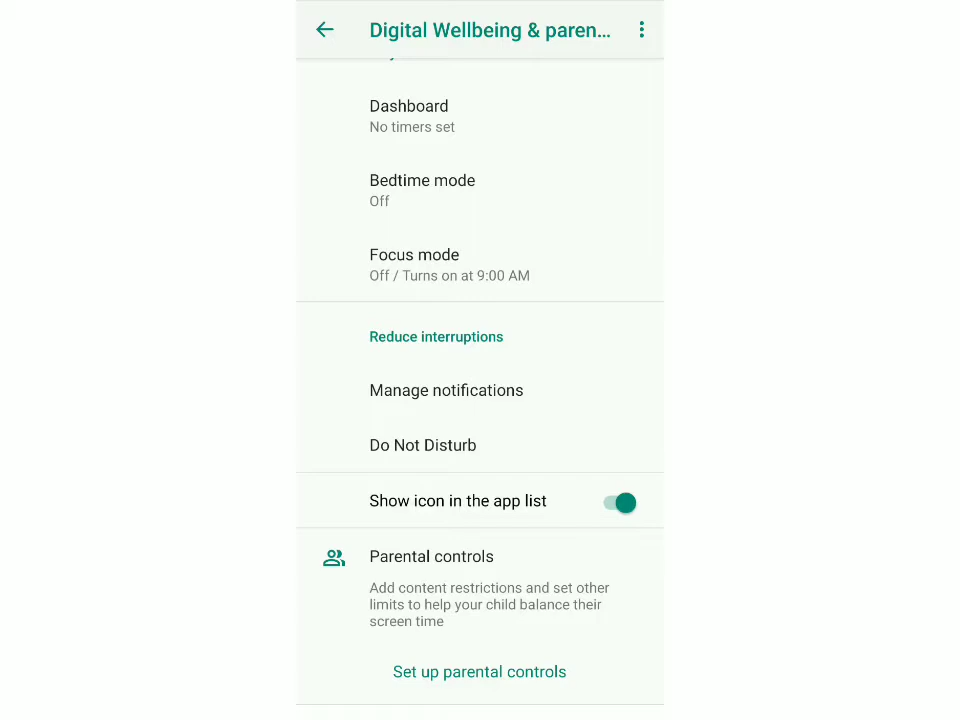 Digital Wellbeing & paren...
Dashboard
No timers set
Bedtime mode
Off
Focus mode
Off / Turns on at 9:00 AM
Reduce interruptions
Manage notifications
Do Not Disturb
Show icon in the app list
Parental controls
Add content restrictions and set other
limits to help your child balance their
screen time
Set up parental controls